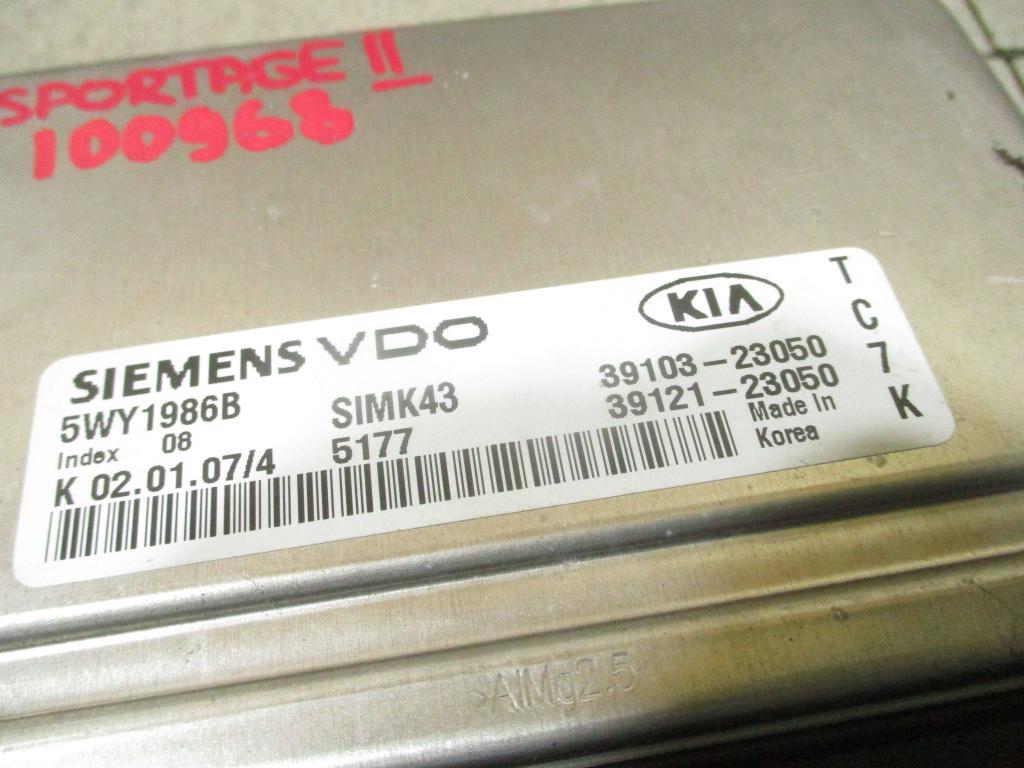 SPORTAGE II
100968
SIEMENS VDO
KIA
5WY1986B
SIMK43
39103-23050
Index 08
5177
39121-23050
K 02.01.07/4
Made In
Korea
T
C
7
K
>AlMg2.5<